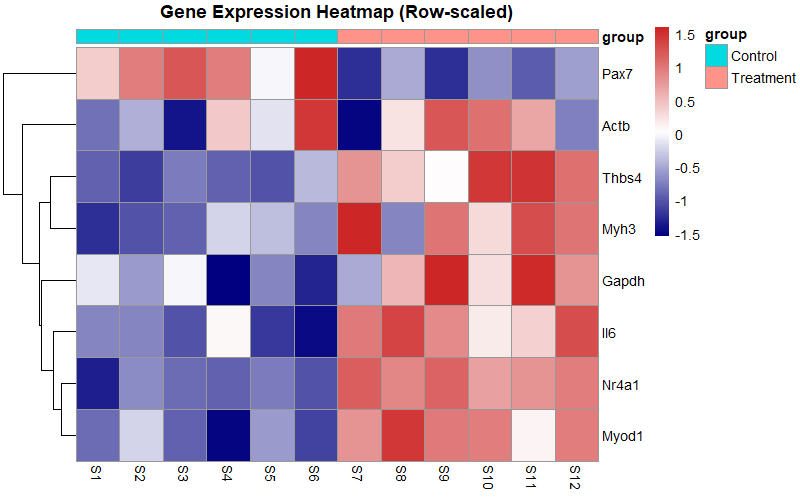 Gene Expression Heatmap (Row-scaled)
group
Pax7
Actb
Thbs4
Myh3
Gapdh
Il6
Nr4a1
Myod1
S1 S2 S3 S4 S5 S6 S7 S8 S9 S10 S11 S12
1.5
1
0.5
0
-0.5
-1
-1.5
group
Control
Treatment